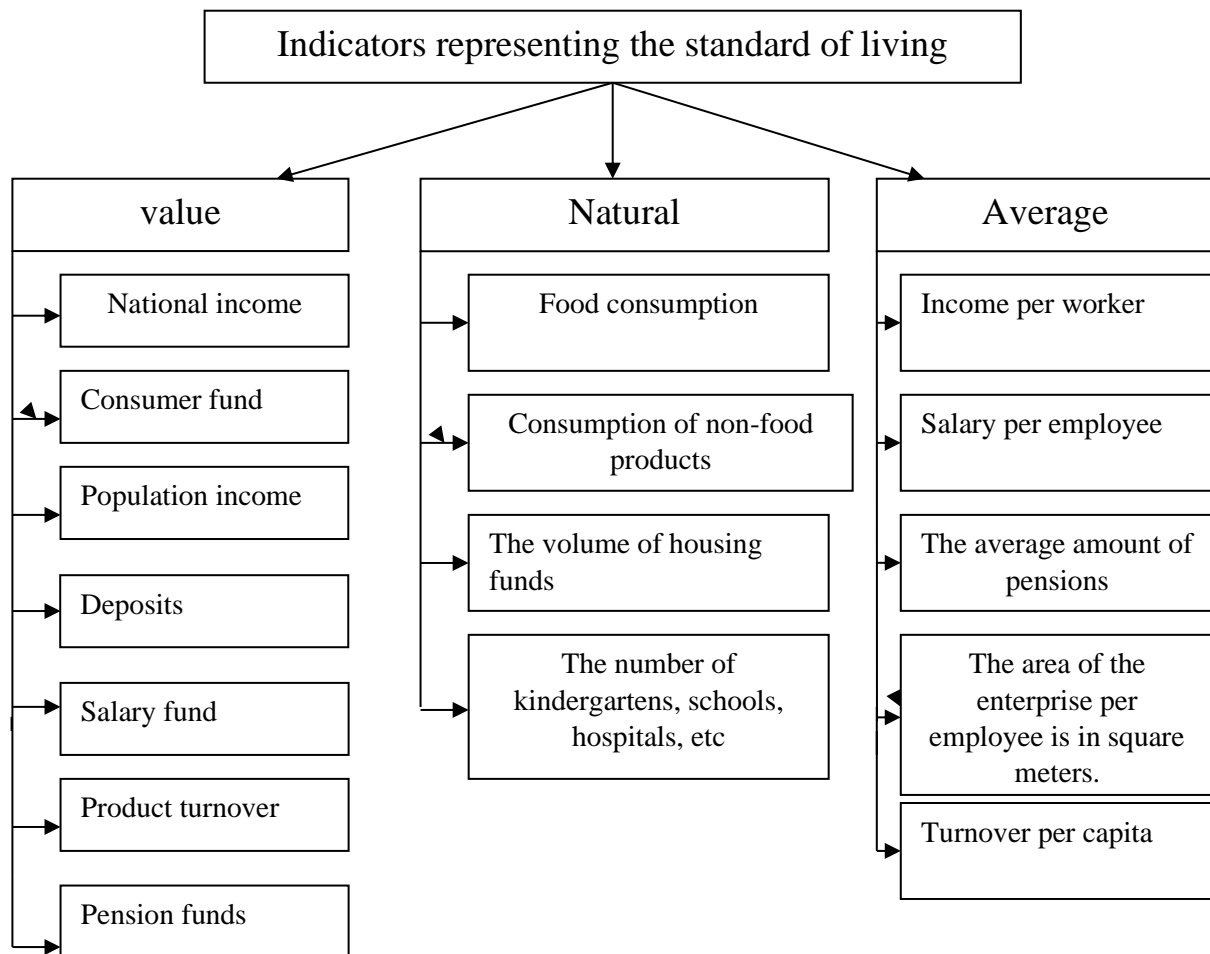 Indicators representing the standard of living
value
National income
Consumer fund
Population income
Deposits
Salary fund
Product turnover
Pension funds
Natural
Food consumption
Consumption of non-food
products
The volume of housing
funds
The number of
kindergartens, schools,
hospitals, etc
Average
Income per worker
Salary per employee
The average amount of
pensions
The area of the
enterprise per
employee is in square
meters.
Turnover per capita